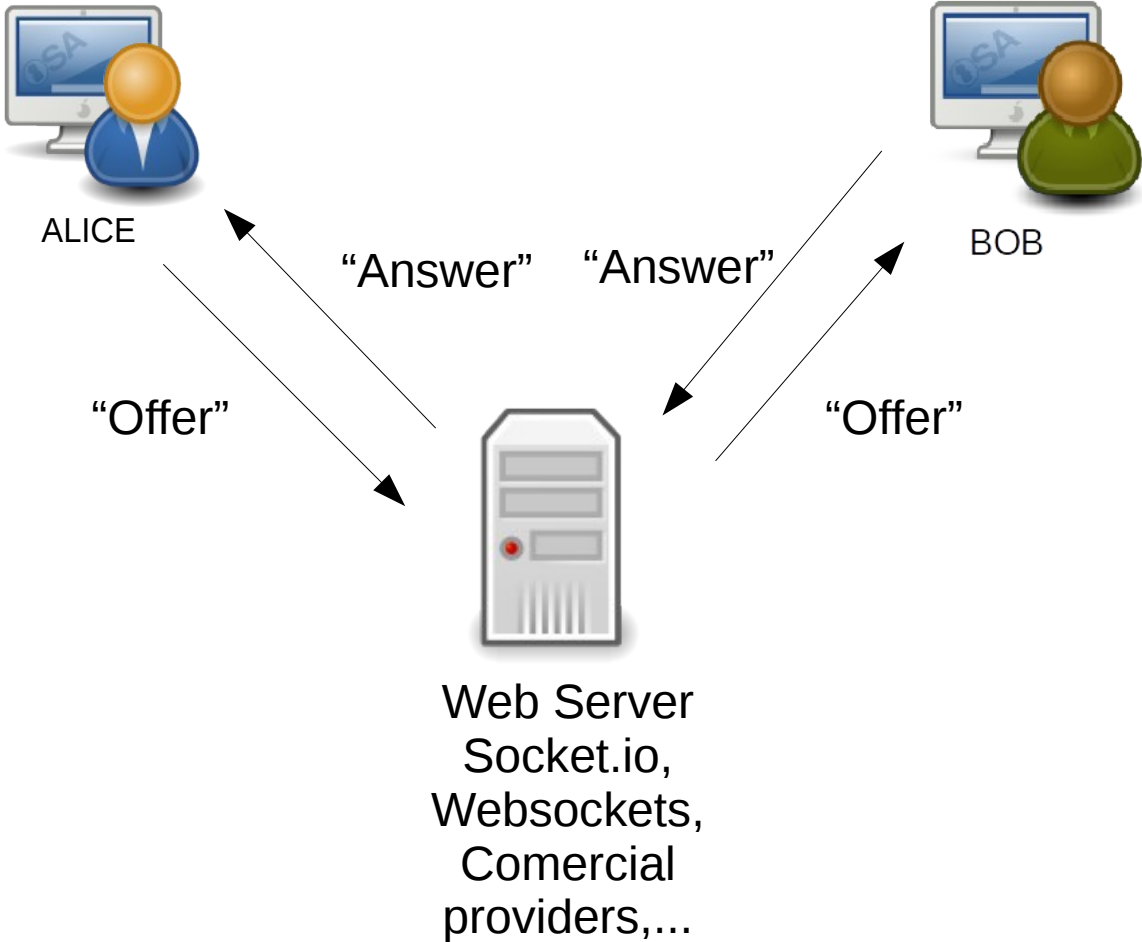 ALICE
BOB
“Answer”
“Answer”
“Offer”
“Offer”
Web Server
Socket.io,
Websockets,
Comercial
providers,...